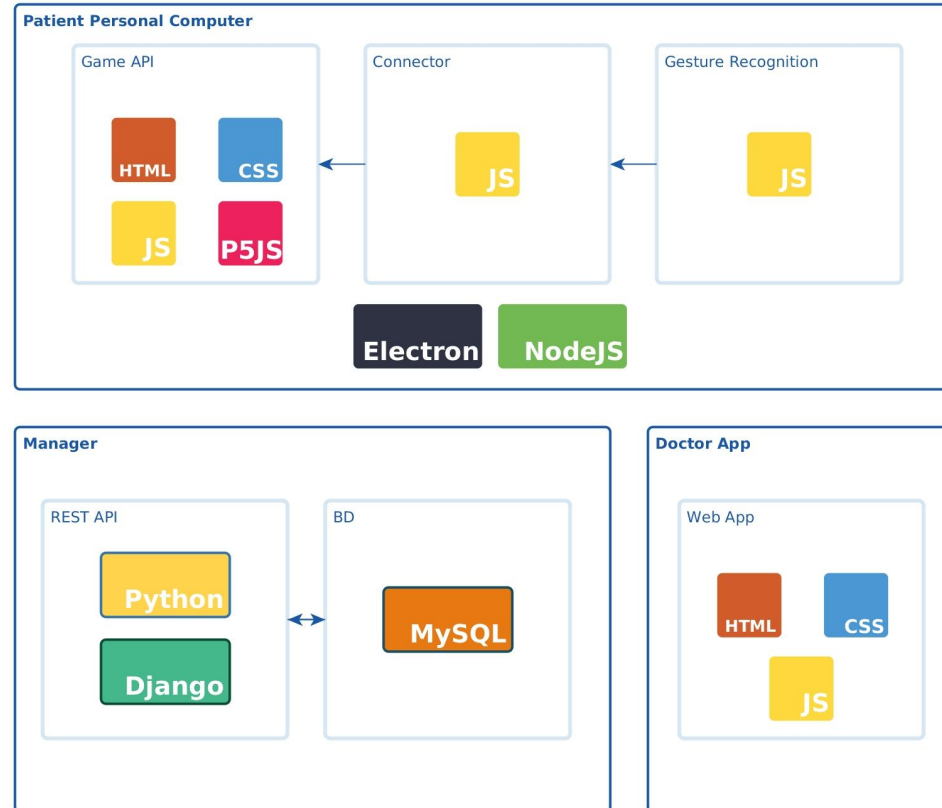 Patient Personal Computer
Game API
Connector
Gesture Recognition
HTML
CSS
JS
P5JS
JS
JS
Electron
NodeJS
Manager
REST API
BD
Python
Django
MySQL
Doctor App
Web App
HTML
CSS
JS